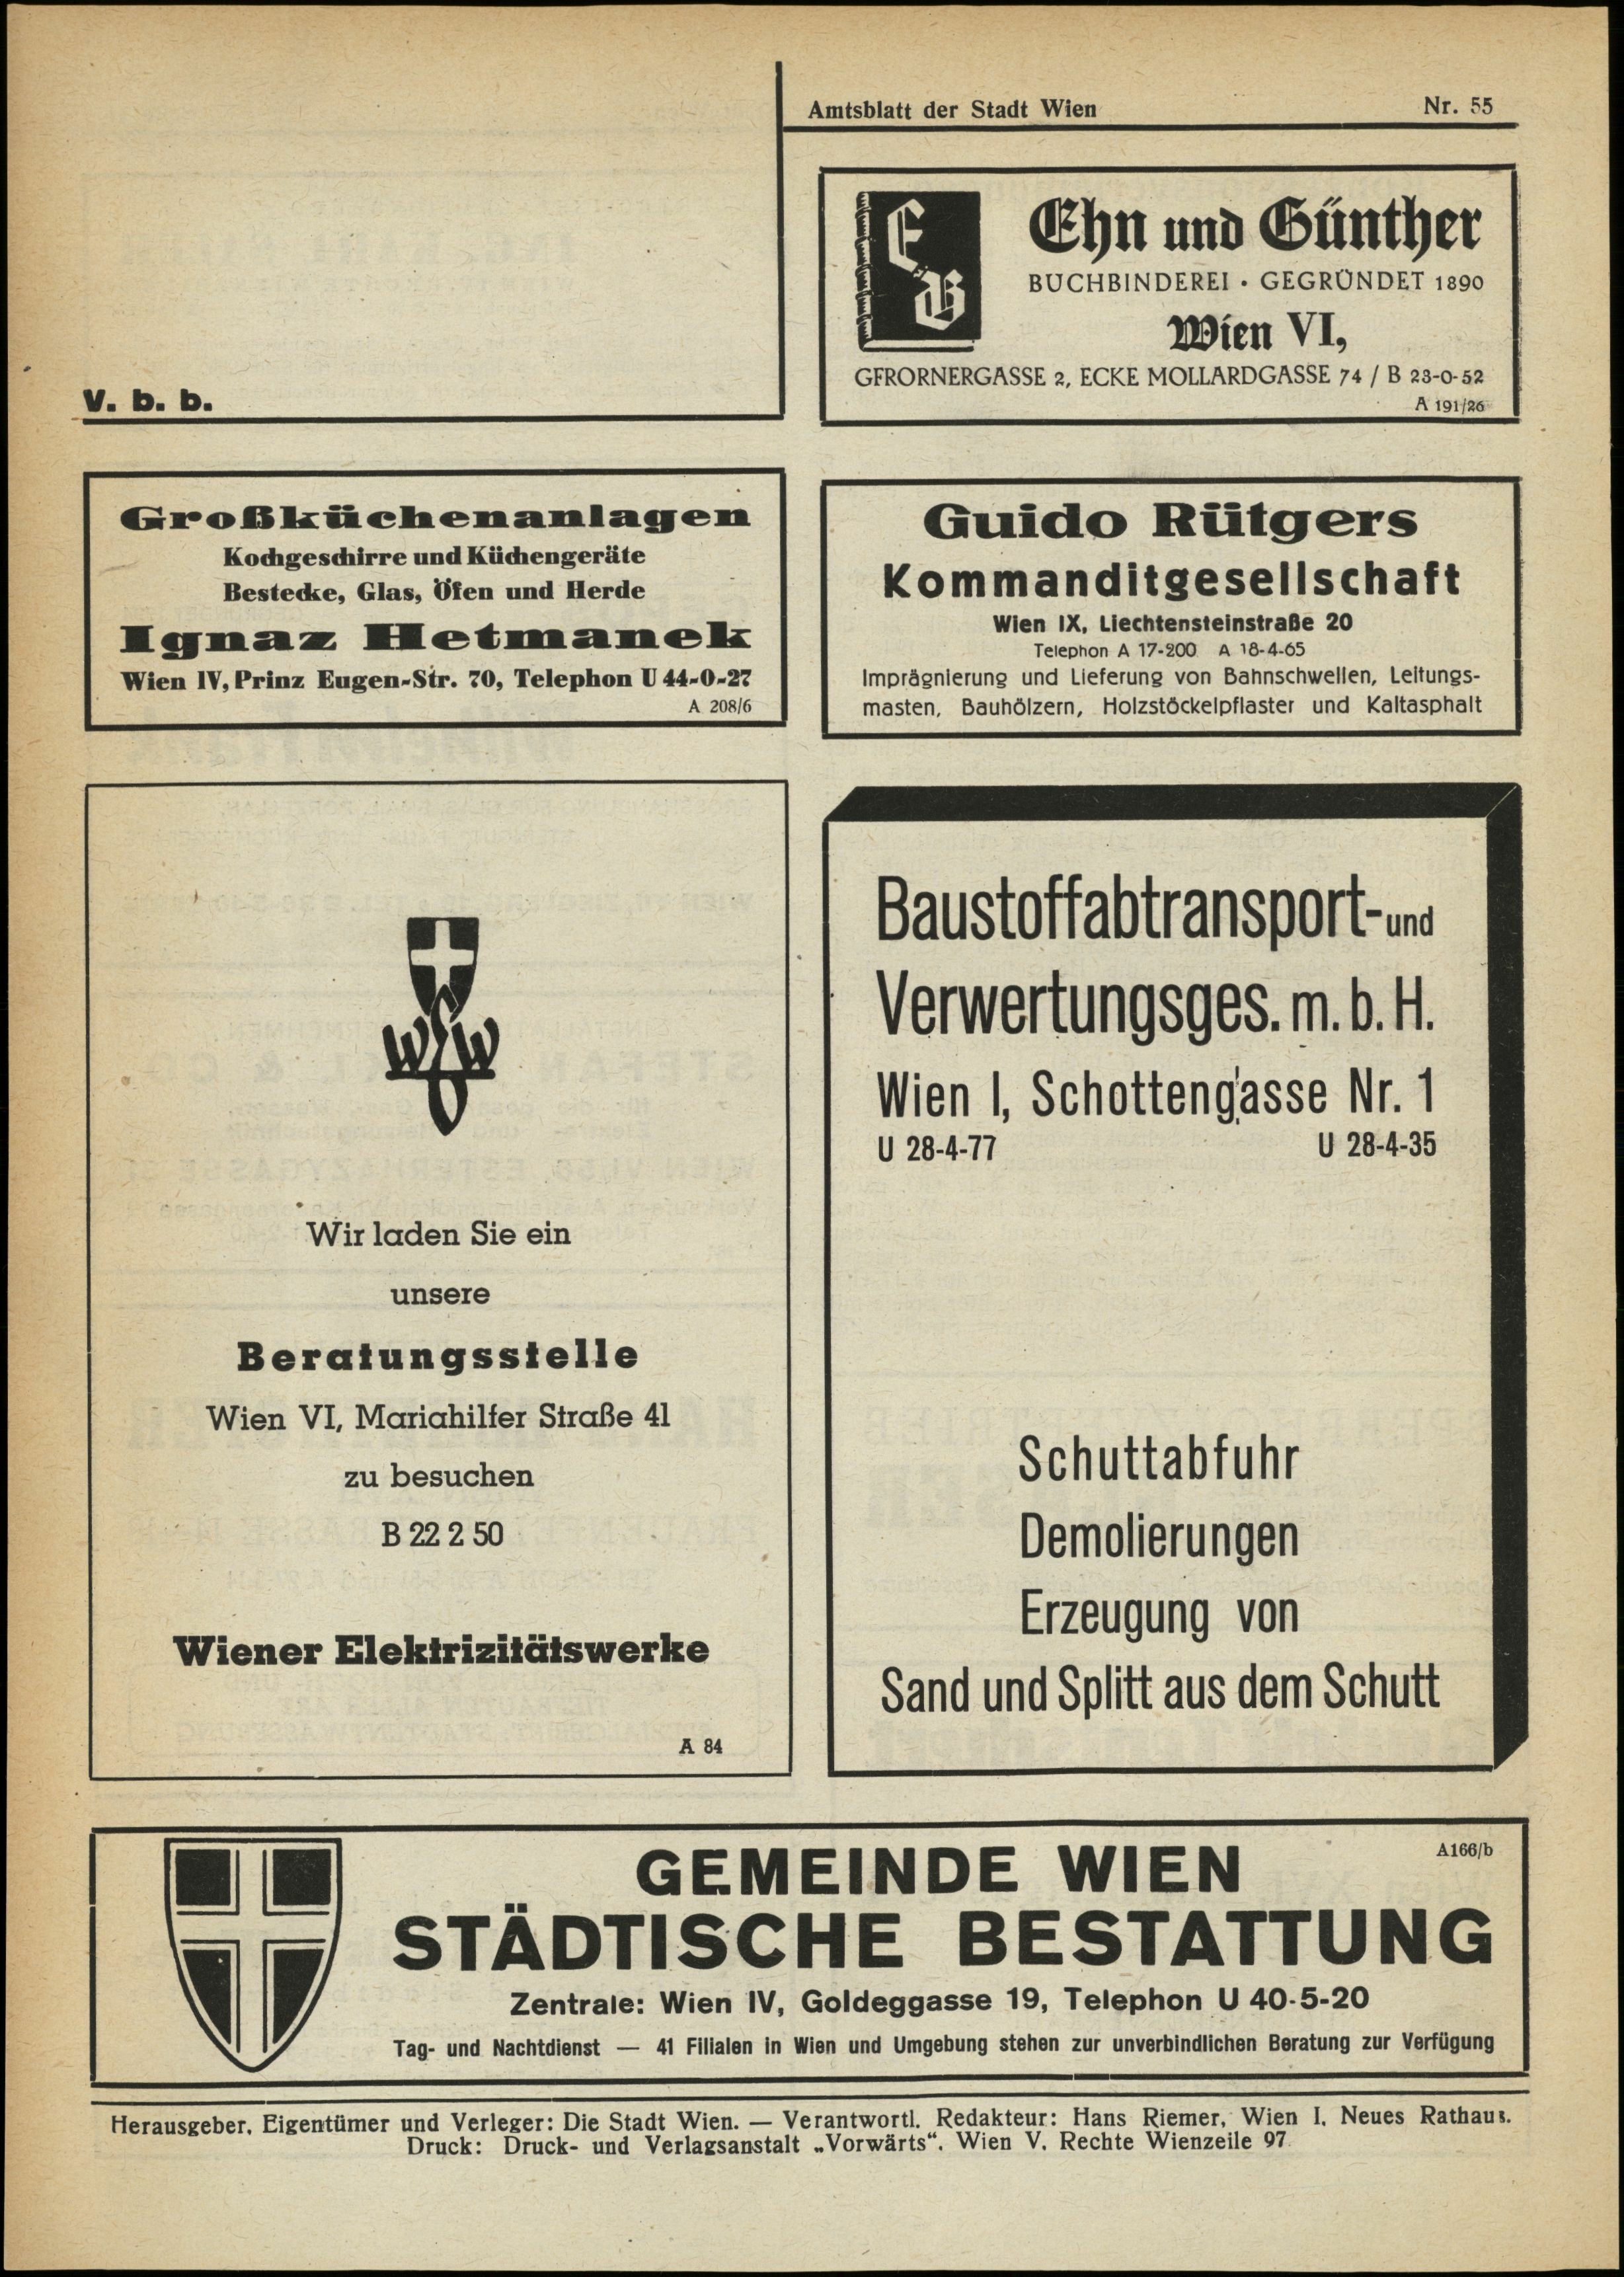 Amtsblatt der Stadt Wien Nr. 55
V. b. b.
E G
Ehn und Günther
BUCHBINDEREI · GEGRÜNDET 1890
Wien VI,
GFRORNERGASSE 2, ECKE MOLLARDGASSE 74 / B 23-0-52
A 191/26
Großküchenanlagen
Kochgeschirre und Küchengeräte
Bestecke, Glas, Öfen und Herde
Ignaz Hetmanek
Wien IV, Prinz Eugen-Str. 70, Telephon U 44-0-27
A 208/6
Guido Rütgers
Kommanditgesellschaft
Wien IX, Liechtensteinstraße 20
Telephon A 17-200 A 18-4-65
Imprägnierung und Lieferung von Bahnschwellen, Leitungs-
masten, Bauhölzern, Holzstöckelpflaster und Kaltasphalt
WEW
Wir laden Sie ein
unsere
Beratungsstelle
Wien VI, Mariahilfer Straße 41
zu besuchen
B 22 2 50
Wiener Elektrizitätswerke
A 84
Baustoffabtransport- und
Verwertungsges. m. b. H.
Wien I, Schottengasse Nr. 1
U 28-4-77 U 28-4-35
Schuttabfuhr
Demolierungen
Erzeugung von
Sand und Splitt aus dem Schutt
A166/b
GEMEINDE WIEN
STÄDTISCHE BESTATTUNG
Zentrale: Wien IV, Goldeggasse 19, Telephon U 40-5-20
Tag- und Nachtdienst — 41 Filialen in Wien und Umgebung stehen zur unverbindlichen Beratung zur Verfügung
Herausgeber, Eigentümer und Verleger: Die Stadt Wien. — Verantwortl. Redakteur: Hans Riemer, Wien I, Neues Rathaus.
Druck: Druck- und Verlagsanstalt „Vorwärts“, Wien V, Rechte Wienzeile 97